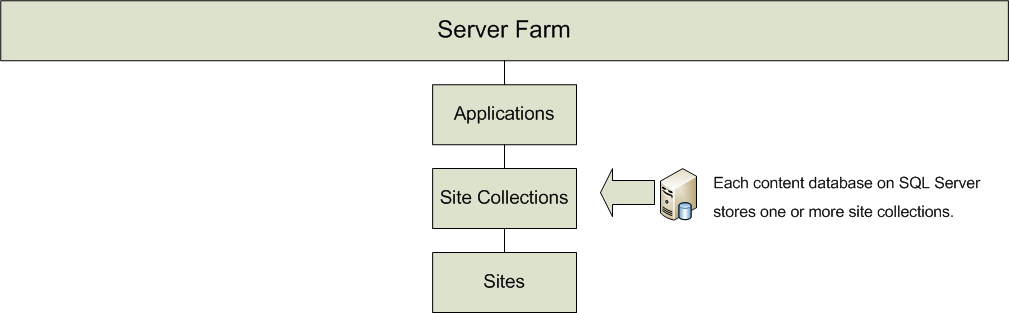 Server Farm
Applications
Site Collections
Each content database on SQL Server
stores one or more site collections.
Sites